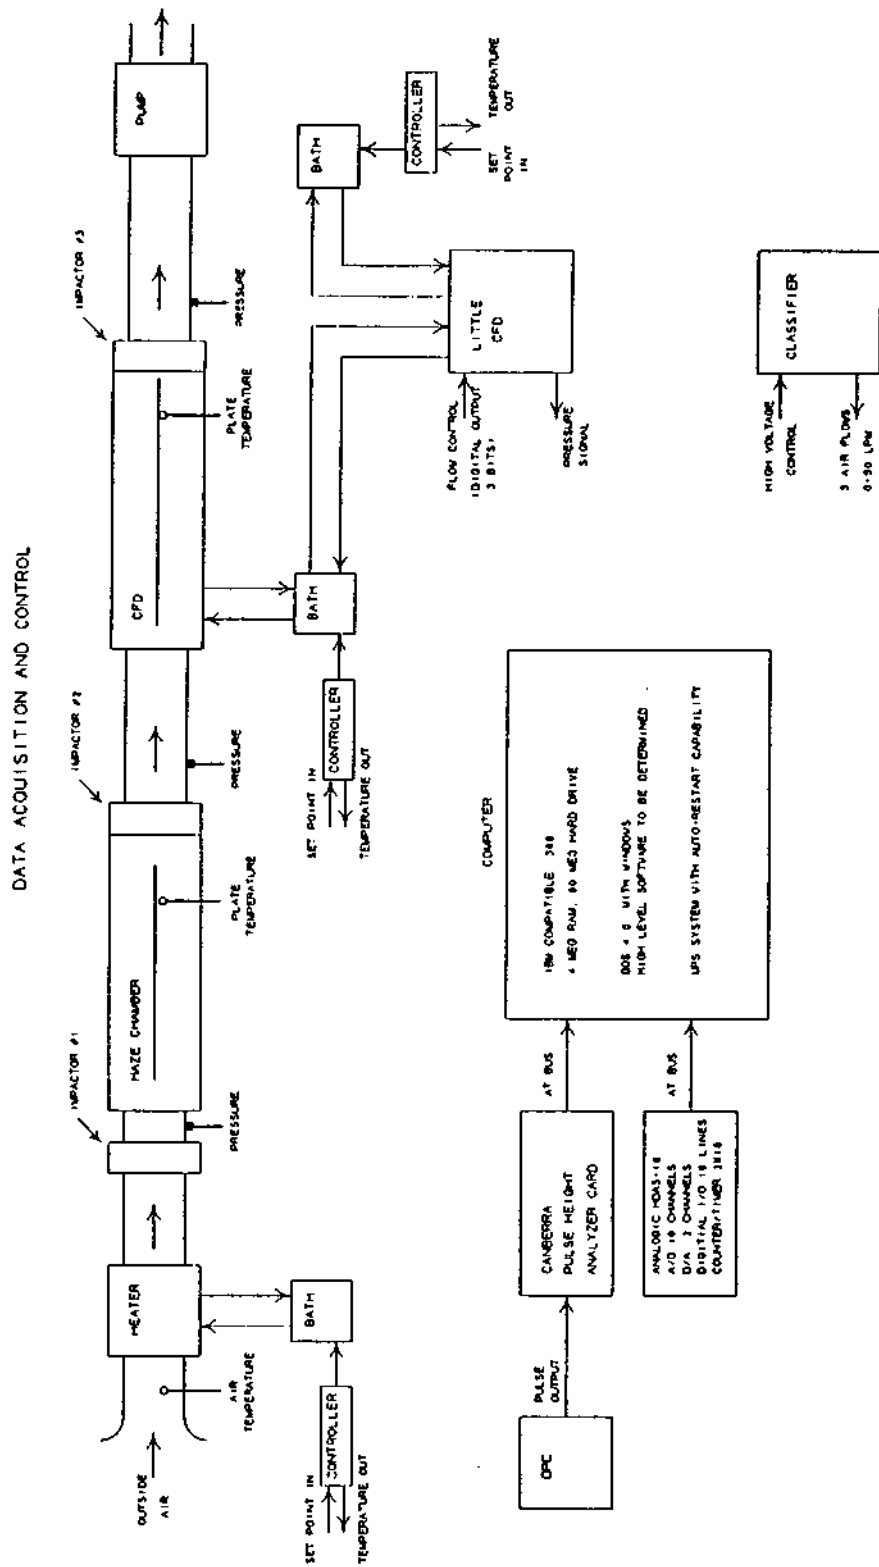 DATA ACQUISITION AND CONTROL
OUTSIDE
AIR
AIR
TEMPERATURE
HEATER
IMPACTOR #1
PRESSURE
HAZE CHAMBER
PLATE
TEMPERATURE
IMPACTOR #2
PRESSURE
CFD
PLATE
TEMPERATURE
IMPACTOR #3
PRESSURE
PUMP
SET POINT IN
TEMPERATURE OUT
CONTROLLER
BATH
SET POINT IN
TEMPERATURE OUT
CONTROLLER
BATH
BATH
CONTROLLER
SET
POINT
IN
TEMPERATURE
OUT
LITTLE
CFD
FLOW CONTROL
(DIGITAL OUTPUT
3 BITS)
PRESSURE
SIGNAL
CLASSIFIER
HIGH VOLTAGE
CONTROL
3 AIR FLOWS
0-30 LPM
OPC
PULSE
OUTPUT
CANBERRA
PULSE HEIGHT
ANALYZER CARD
AT BUS
ANALOGIC HDAS-16
A/D 16 CHANNELS
D/A 2 CHANNELS
DIGITAL I/O 16 LINES
COUNTER/TIMER
AT BUS
COMPUTER
IBM COMPATIBLE
4 MEG RAM, MEG HARD DRIVE
DOS 4.0 WITH WINDOWS
HIGH LEVEL SOFTWARE TO BE DETERMINED
UPS SYSTEM WITH AUTO-RESTART CAPABILITY